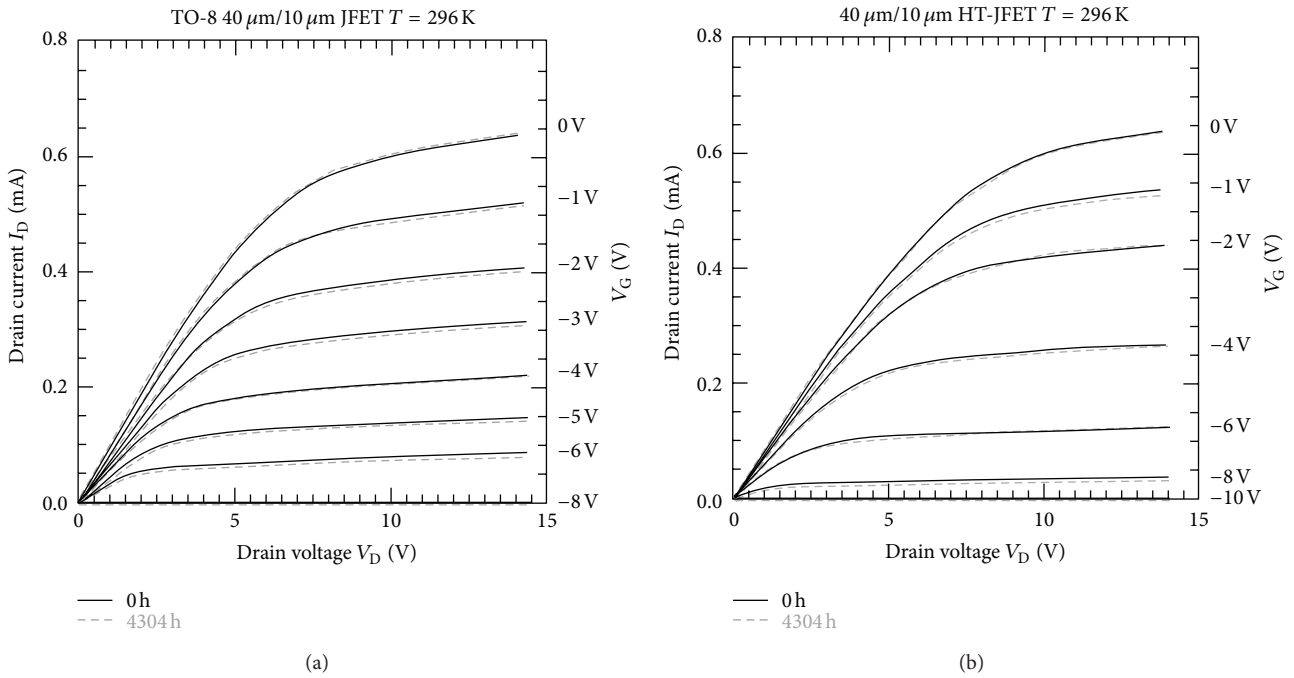 TO-8 40 μm/10 μm JFET T = 296 K
0.8
0.6
0.4
0.2
0.0
Drain current I_D (mA)
0 V
−1 V
−2 V
−3 V
−4 V
−5 V
−6 V
−8 V
V_G (V)
0
5
10
15
Drain voltage V_D (V)
0 h
4304 h
(a)
40 μm/10 μm HT-JFET T = 296 K
0.8
0.6
0.4
0.2
0.0
Drain current I_D (mA)
0 V
−1 V
−2 V
−4 V
−6 V
−8 V
−10 V
V_G (V)
0
5
10
15
Drain voltage V_D (V)
0 h
4304 h
(b)